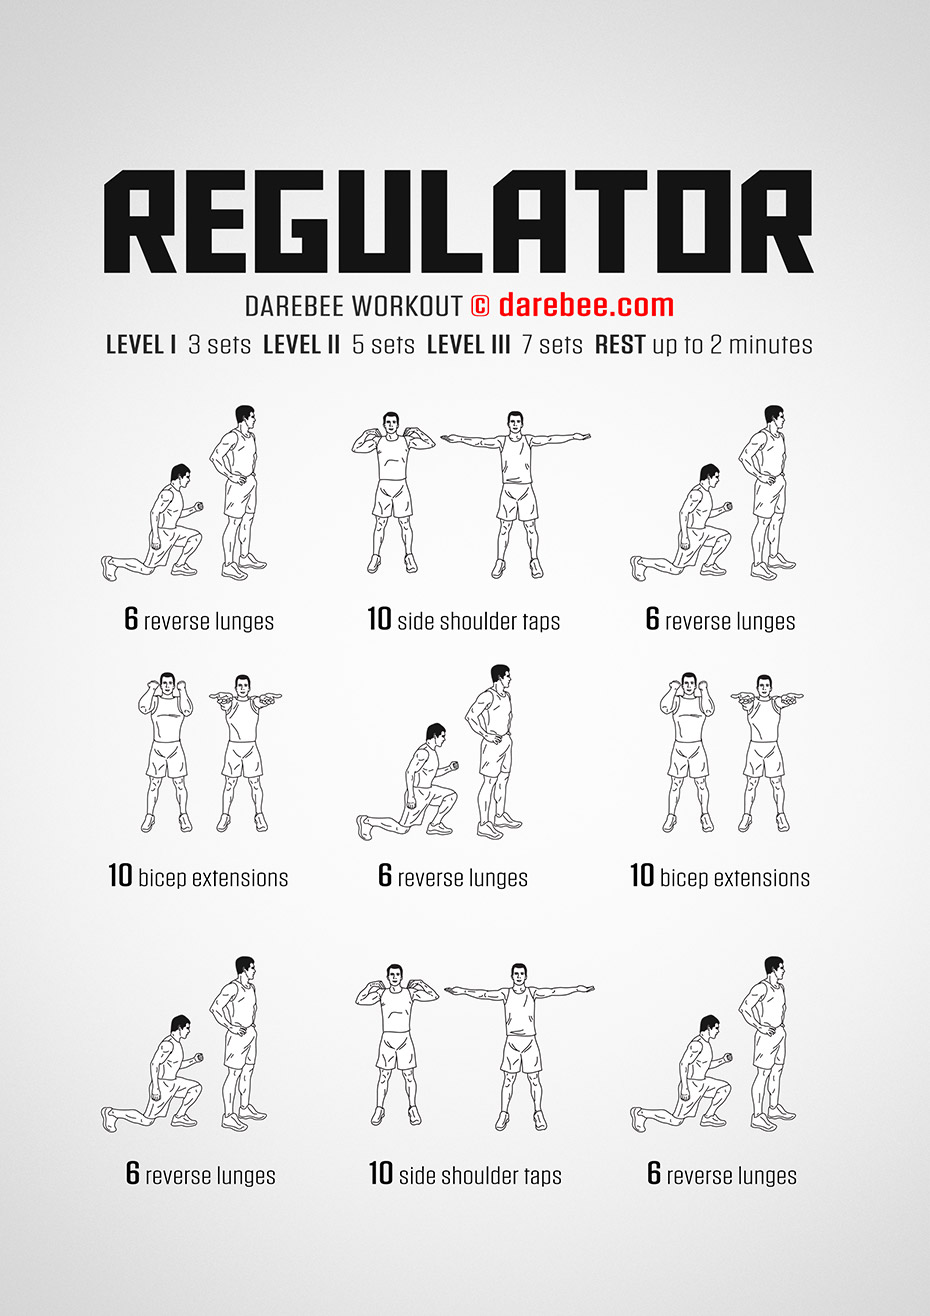 REGULATOR
DAREBEE WORKOUT © darebee.com
LEVEL I 3 sets LEVEL II 5 sets LEVEL III 7 sets REST up to 2 minutes
6 reverse lunges
10 side shoulder taps
6 reverse lunges
10 bicep extensions
6 reverse lunges
10 bicep extensions
6 reverse lunges
10 side shoulder taps
6 reverse lunges